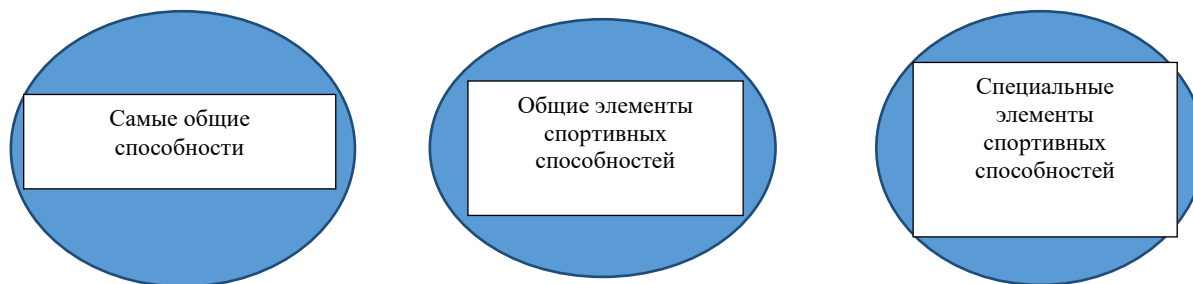 Самые общие
способности
Общие элементы
спортивных
способностей
Специальные
элементы
спортивных
способностей